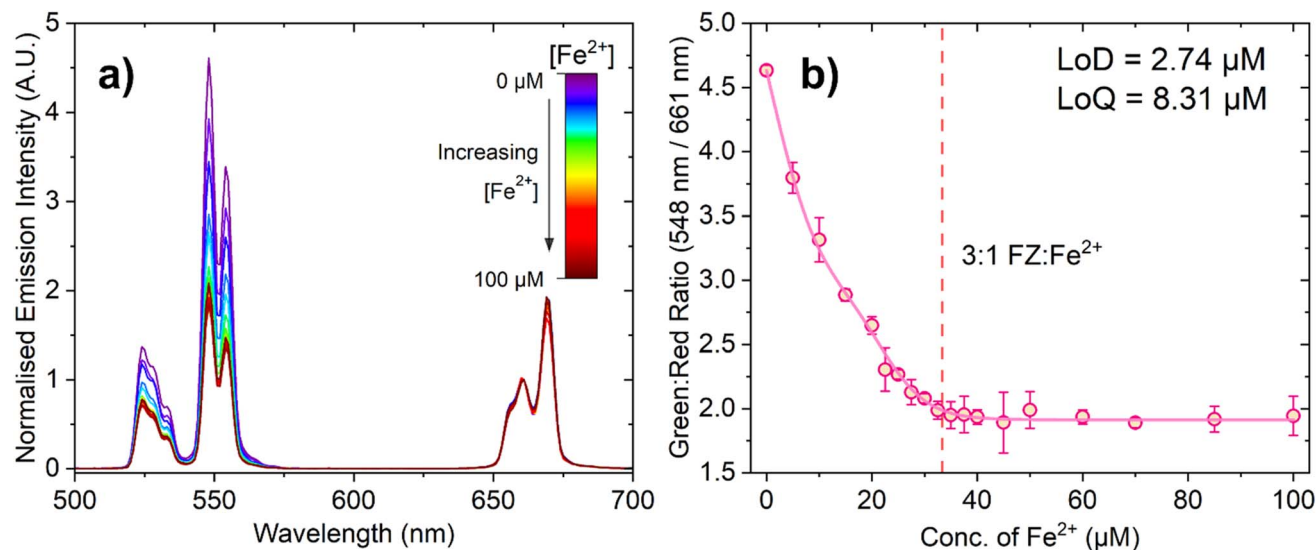 a)
Normalised Emission Intensity (A.U.)
5
4
3
2
1
0
500
550
600
650
700
Wavelength (nm)
[Fe²⁺]
0 µM
Increasing
[Fe²⁺]
100 µM
b)
Green:Red Ratio (548 nm / 661 nm)
5.0
4.5
4.0
3.5
3.0
2.5
2.0
1.5
0
20
40
60
80
100
Conc. of Fe²⁺ (µM)
LoD = 2.74 µM
LoQ = 8.31 µM
3:1 FZ:Fe²⁺